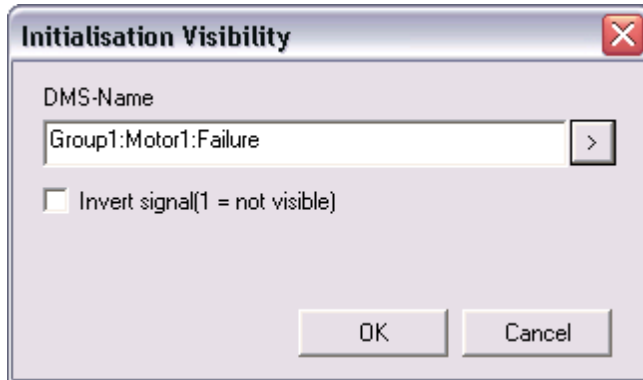 Initialisation Visibility
DMS-Name
Group1:Motor1:Failure
>
Invert signal(1 = not visible)
OK
Cancel